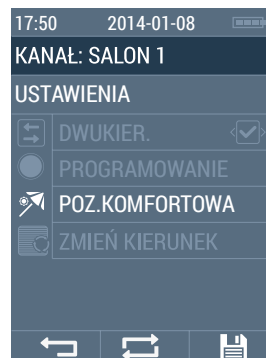 17:50 2014-01-08
KANAŁ: SALON 1
USTAWIENIA
DWUKIER.
PROGRAMOWANIE
POZ.KOMFORTOWA
ZMIEŃ KIERUNEK